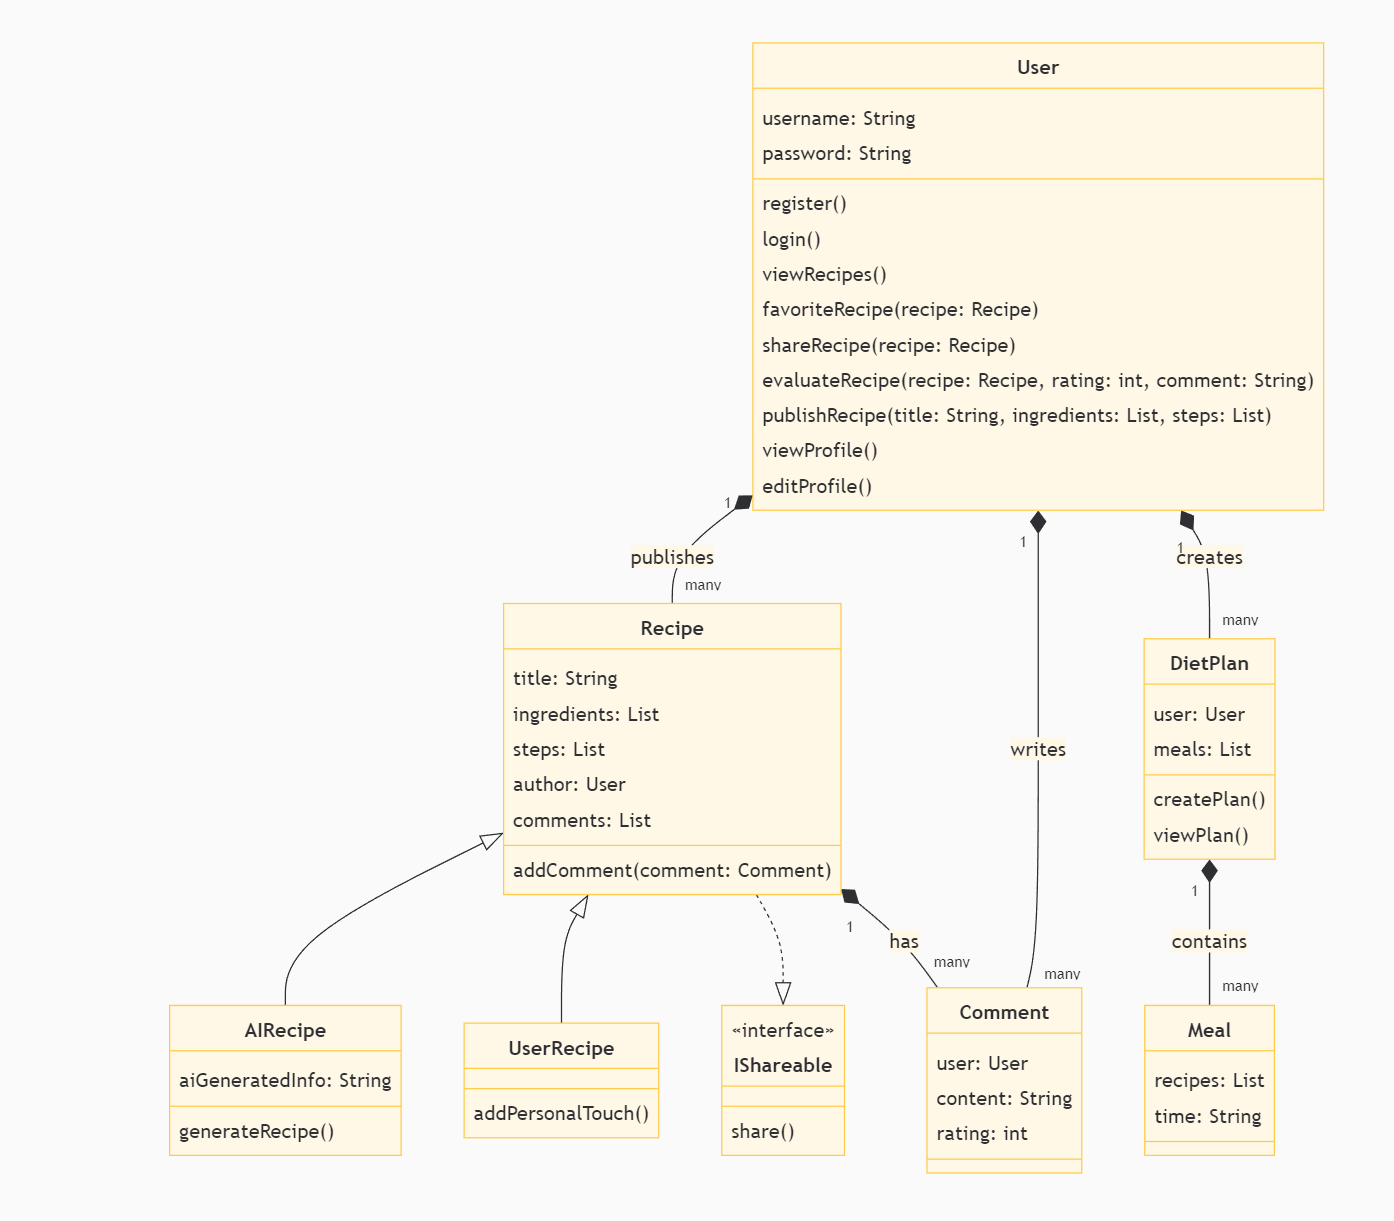 User
username: String
password: String
register()
login()
viewRecipes()
favoriteRecipe(recipe: Recipe)
shareRecipe(recipe: Recipe)
evaluateRecipe(recipe: Recipe, rating: int, comment: String)
publishRecipe(title: String, ingredients: List, steps: List)
viewProfile()
editProfile()
1
1
1
publishes
creates
many
many
Recipe
title: String
ingredients: List
steps: List
author: User
comments: List
addComment(comment: Comment)
writes
DietPlan
user: User
meals: List
createPlan()
viewPlan()
1
1
has
contains
many
many
many
AIRecipe
aiGeneratedInfo: String
generateRecipe()
UserRecipe
addPersonalTouch()
«interface»
IShareable
share()
Comment
user: User
content: String
rating: int
Meal
recipes: List
time: String